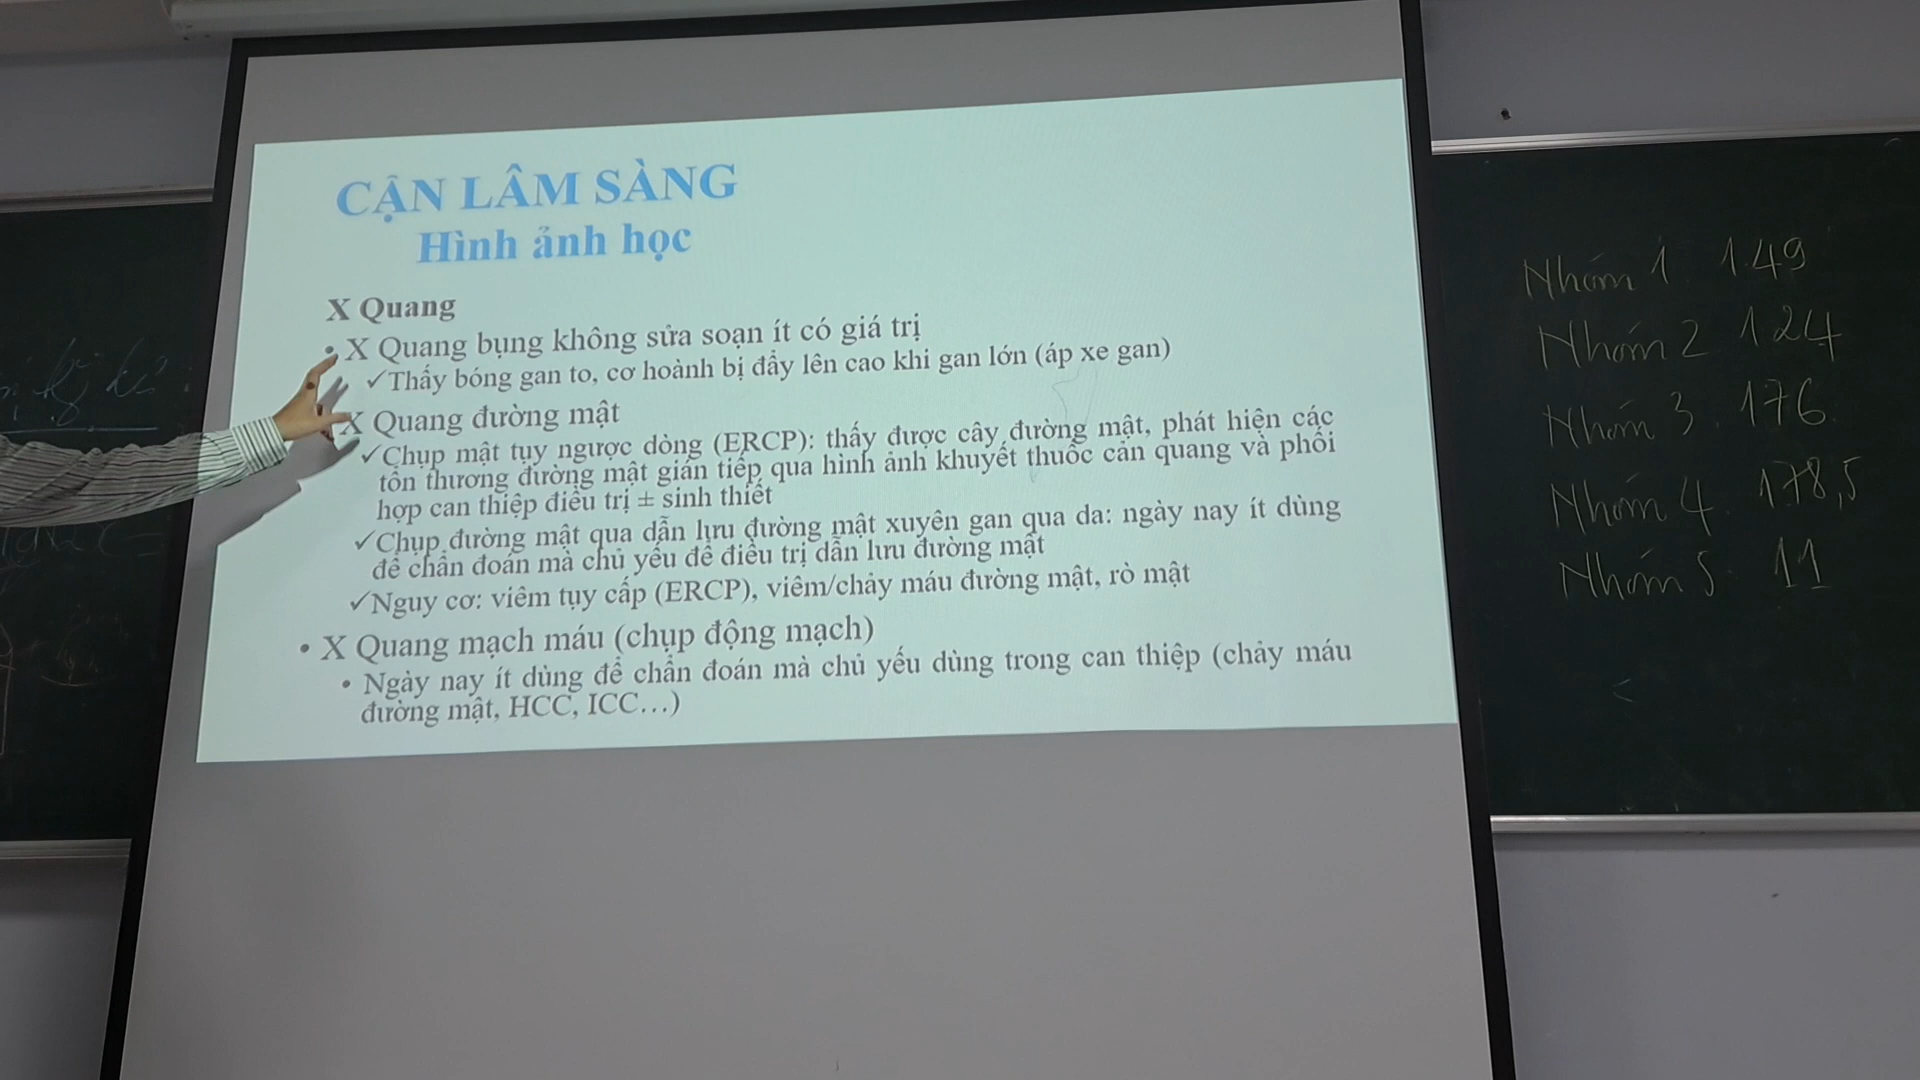 CẬN LÂM SÀNG
Hình ảnh học
X Quang
• X Quang bụng không sửa soạn ít có giá trị
✓Thấy bóng gan to, cơ hoành bị đẩy lên cao khi gan lớn (áp xe gan)
X Quang đường mật
✓Chụp mật tụy ngược dòng (ERCP): thấy được cây đường mật, phát hiện các
tổn thương đường mật gián tiếp qua hình ảnh khuyết thuốc cản quang và phối
hợp can thiệp điều trị ± sinh thiết
✓Chụp đường mật qua dẫn lưu đường mật xuyên gan qua da: ngày nay ít dùng
để chẩn đoán mà chủ yếu để điều trị dẫn lưu đường mật
✓Nguy cơ: viêm tụy cấp (ERCP), viêm/chảy máu đường mật, rò mật
• X Quang mạch máu (chụp động mạch)
• Ngày nay ít dùng để chẩn đoán mà chủ yếu dùng trong can thiệp (chảy máu
đường mật, HCC, ICC…)
Nhóm 1 149
Nhóm 2 124
Nhóm 3. 176
Nhóm 4. 178,5
Nhóm 5. 11